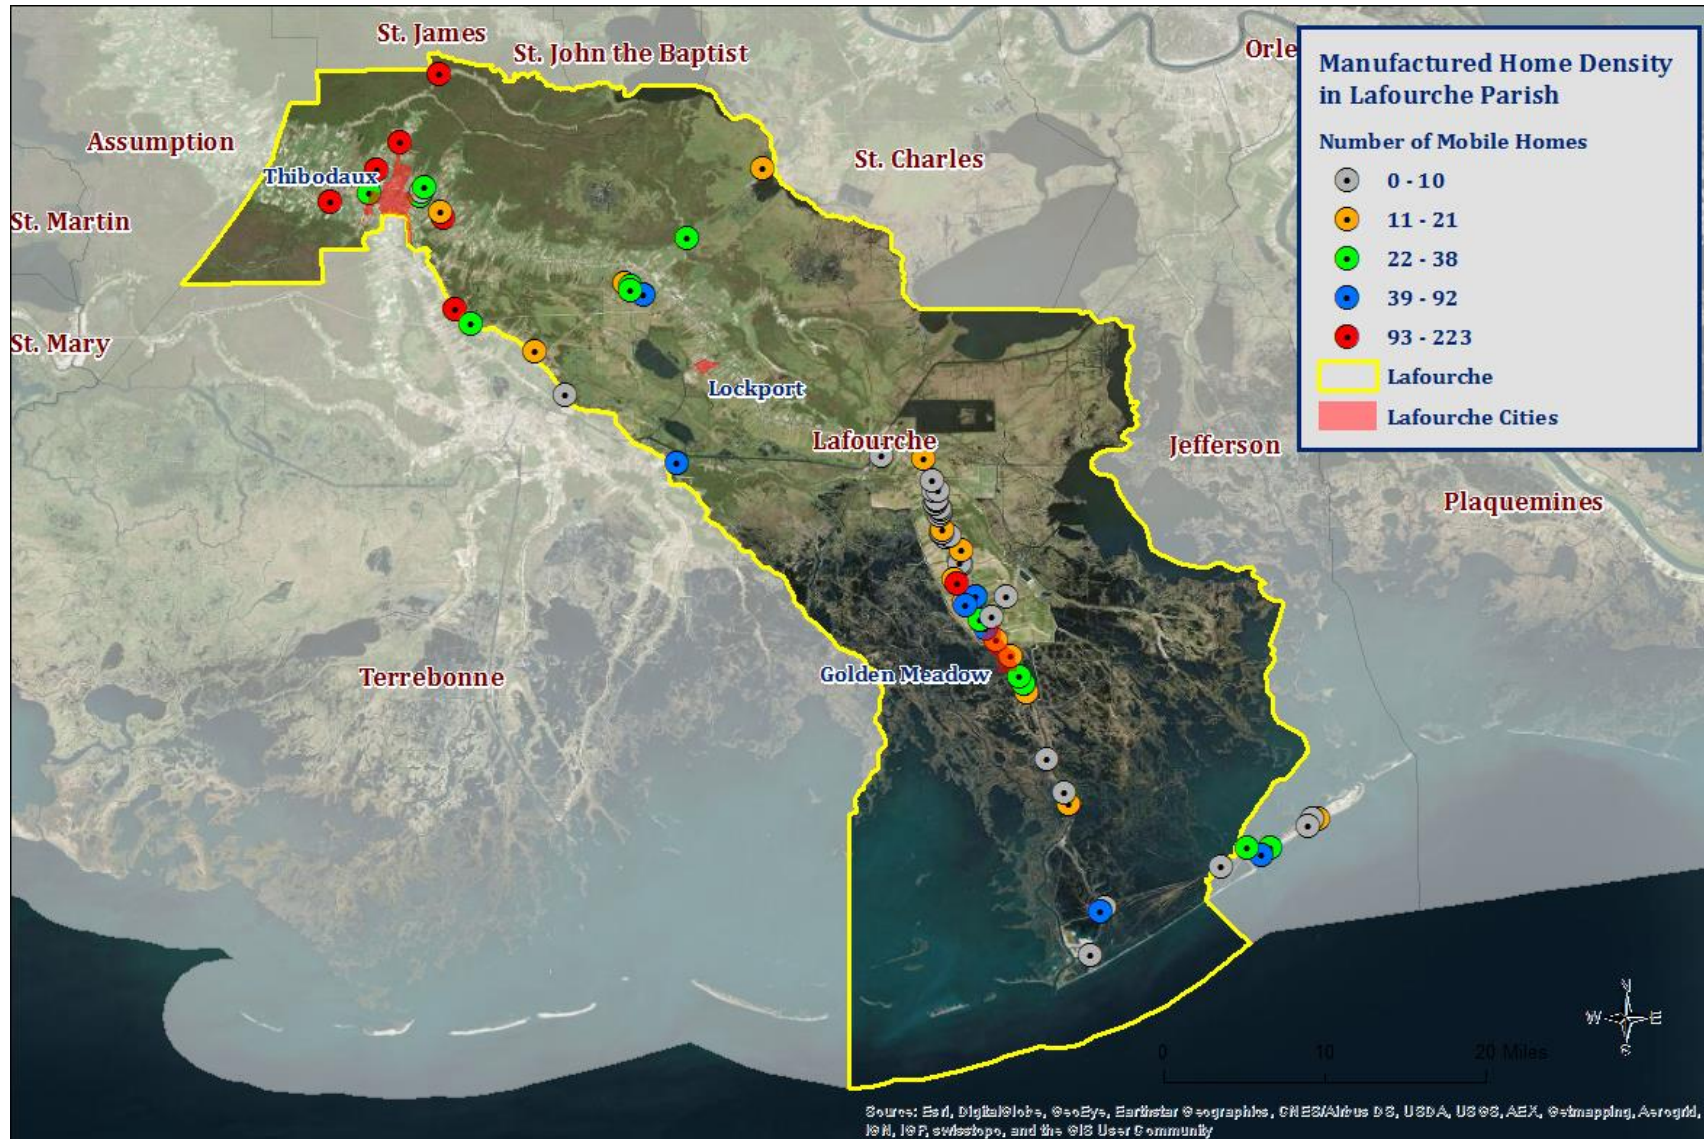 St. James
St. John the Baptist
Orle
Assumption
St. Charles
Thibodaux
St. Martin
St. Mary
Lockport
Lafourche
Jefferson
Plaquemines
Terrebonne
Golden Meadow
Manufactured Home Density
in Lafourche Parish
Number of Mobile Homes
0 - 10
11 - 21
22 - 38
39 - 92
93 - 223
Lafourche
Lafourche Cities
N
W E
S
0 10 20 Miles
Source: Esri, DigitalGlobe, GeoEye, Earthstar Geographics, CNES/Airbus DS, USDA, USGS, AEX, Getmapping, Aerogrid,
IGN, IGP, swisstopo, and the GIS User Community